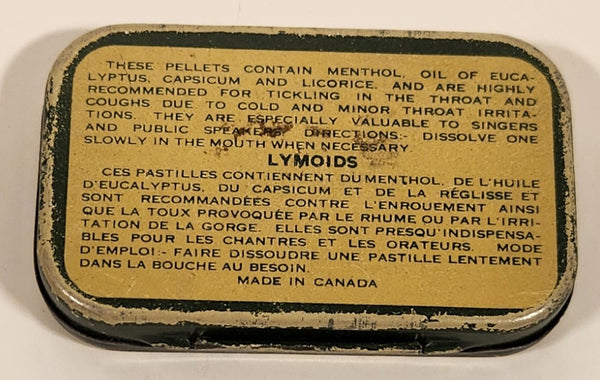 THESE PELLETS CONTAIN MENTHOL, OIL OF EUCA-
LYPTUS, CAPSICUM AND LICORICE, AND ARE HIGHLY
RECOMMENDED FOR TICKLING IN THE THROAT AND
COUGHS DUE TO COLD AND MINOR THROAT IRRITA-
TIONS. THEY ARE ESPECIALLY VALUABLE TO SINGERS
AND PUBLIC SPEAKERS DIRECTIONS:- DISSOLVE ONE
SLOWLY IN THE MOUTH WHEN NECESSARY.
LYMOIDS
CES PASTILLES CONTIENNENT DU MENTHOL, DE L'HUILE
D'EUCALYPTUS, DU CAPSICUM ET DE LA RÉGLISSE ET
SONT RECOMMANDÉES CONTRE L'ENROUEMENT AINSI
QUE LA TOUX PROVOQUÉE PAR LE RHUME OU PAR L'IRRI-
TATION DE LA GORGE. ELLES SONT PRESQU'INDISPENSA-
BLES POUR LES CHANTRES ET LES ORATEURS. MODE
D'EMPLOI:- FAIRE DISSOUDRE UNE PASTILLE LENTEMENT
DANS LA BOUCHE AU BESOIN.
MADE IN CANADA